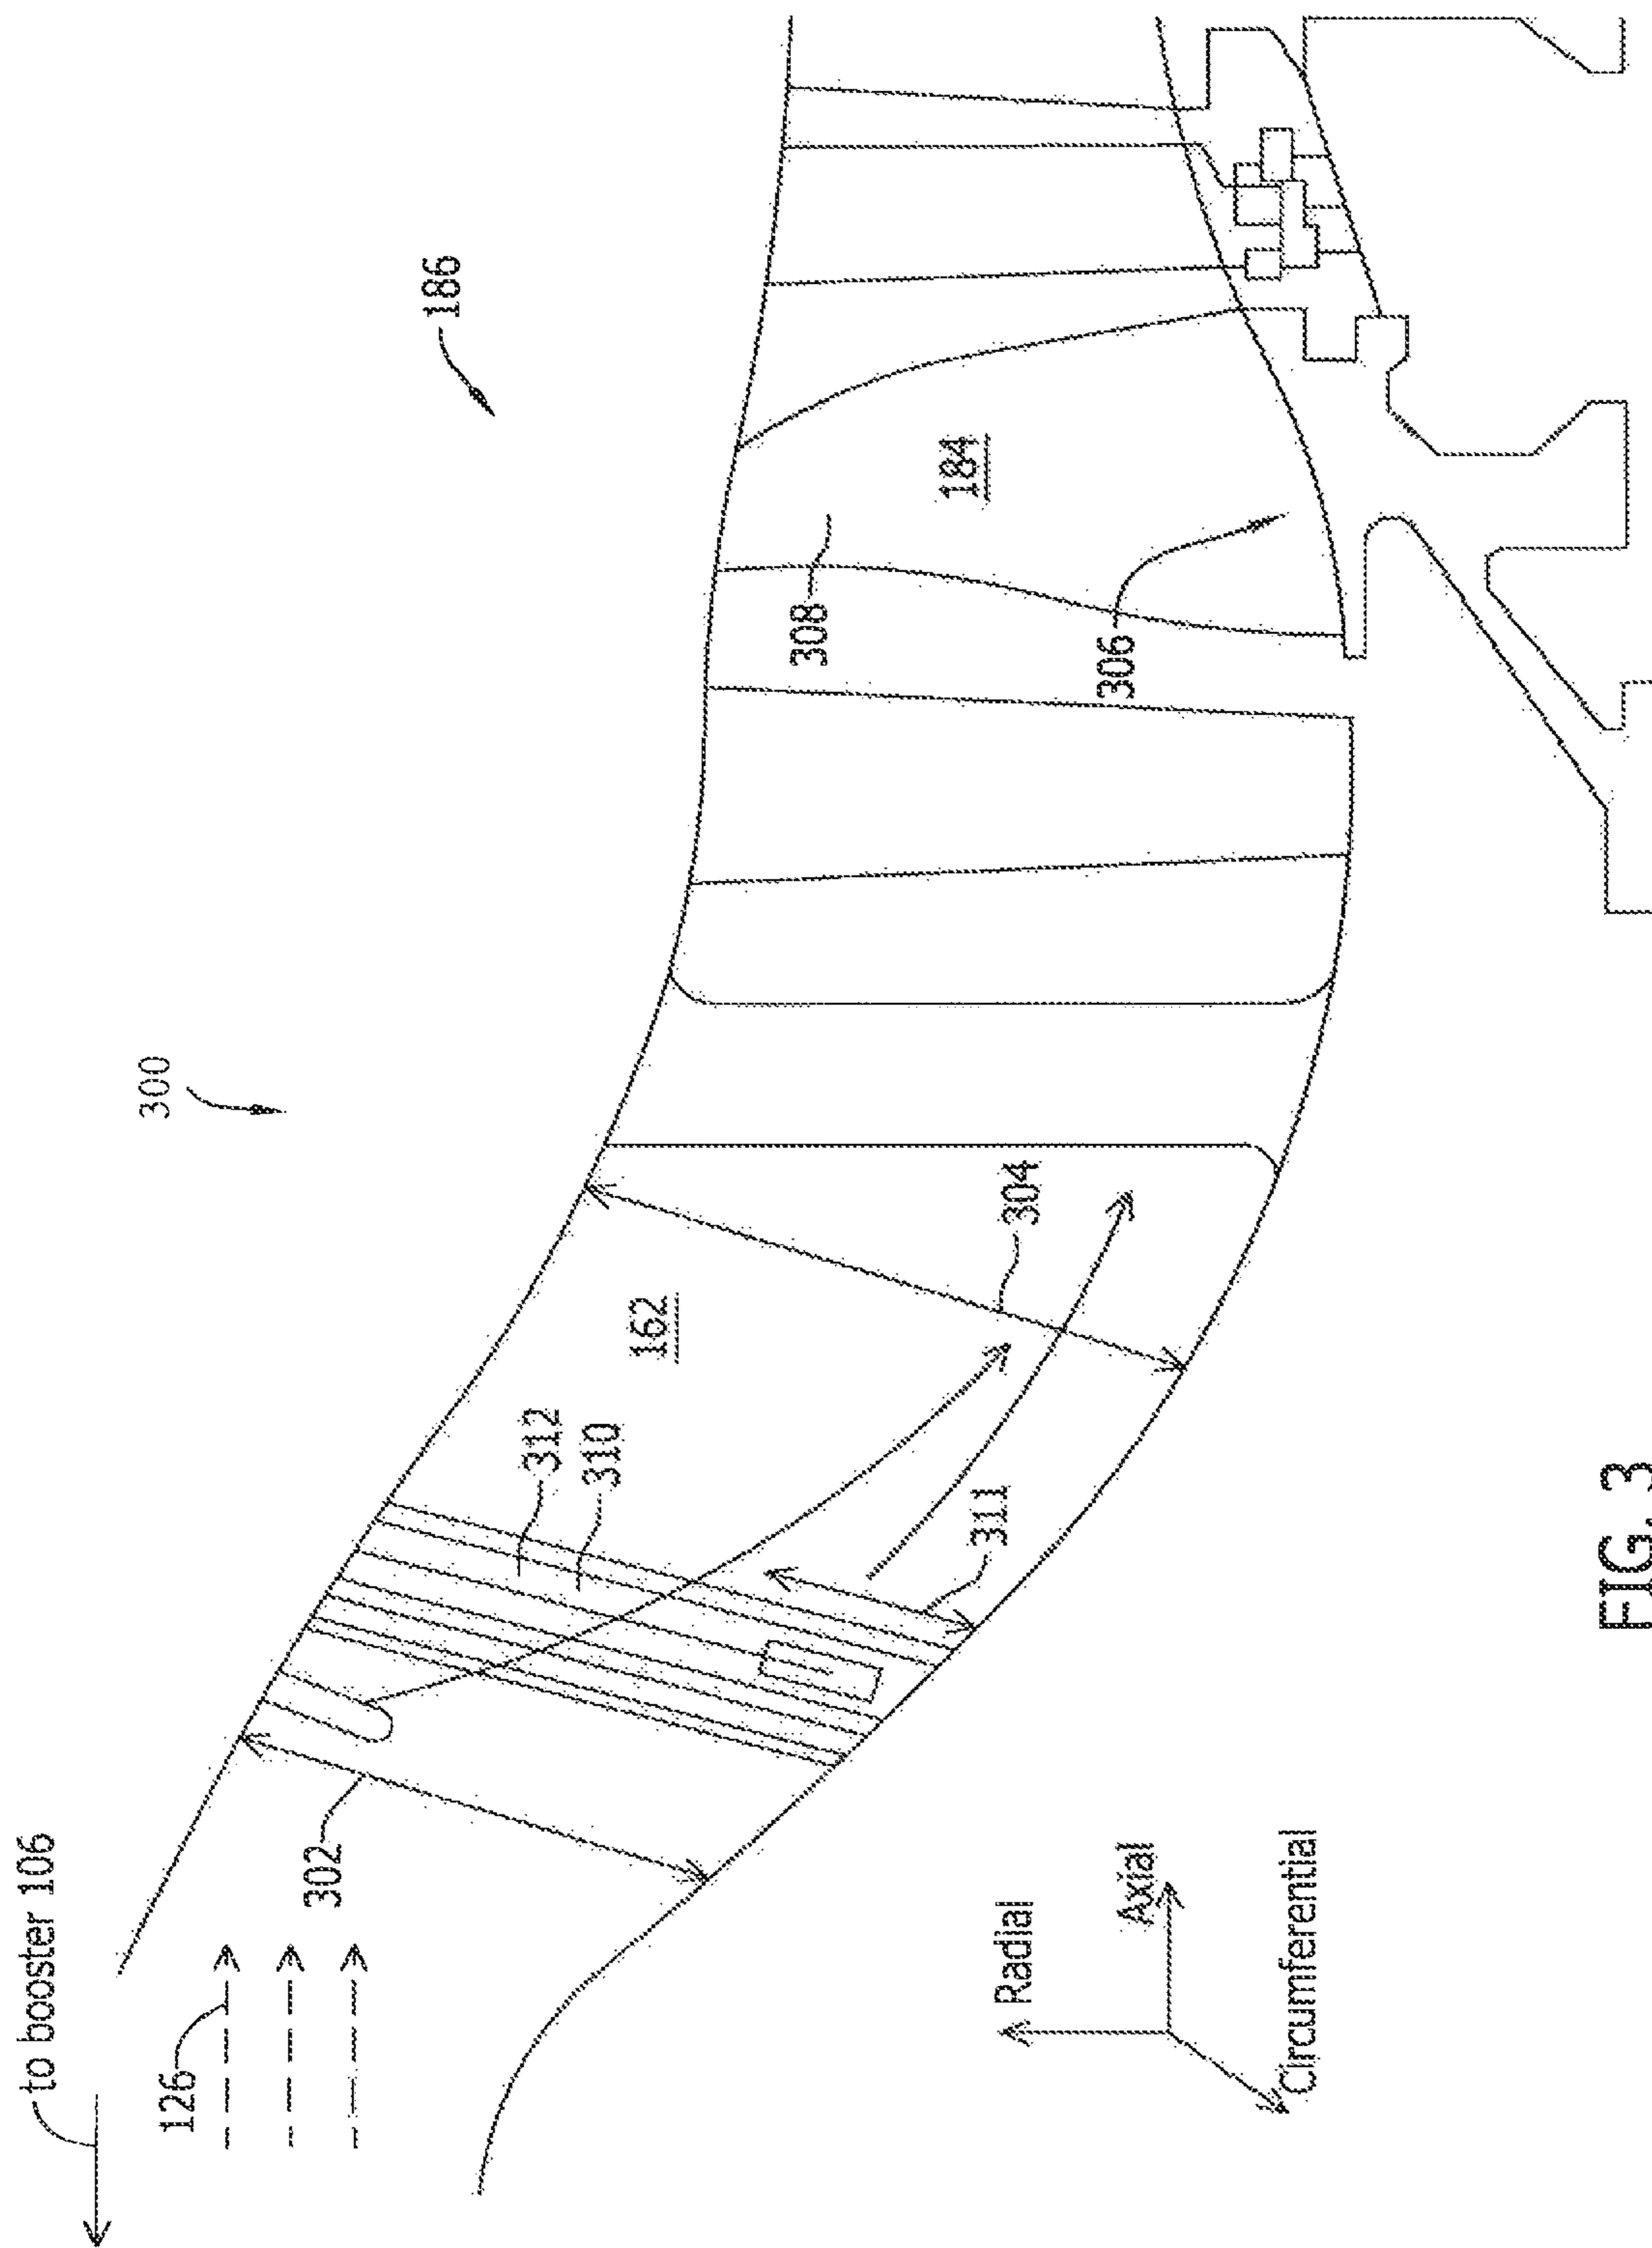 to booster 106
126
302
300
186
162
312
310
311
304
308
184
306
Radial
Axial
Circumferential
FIG. 3